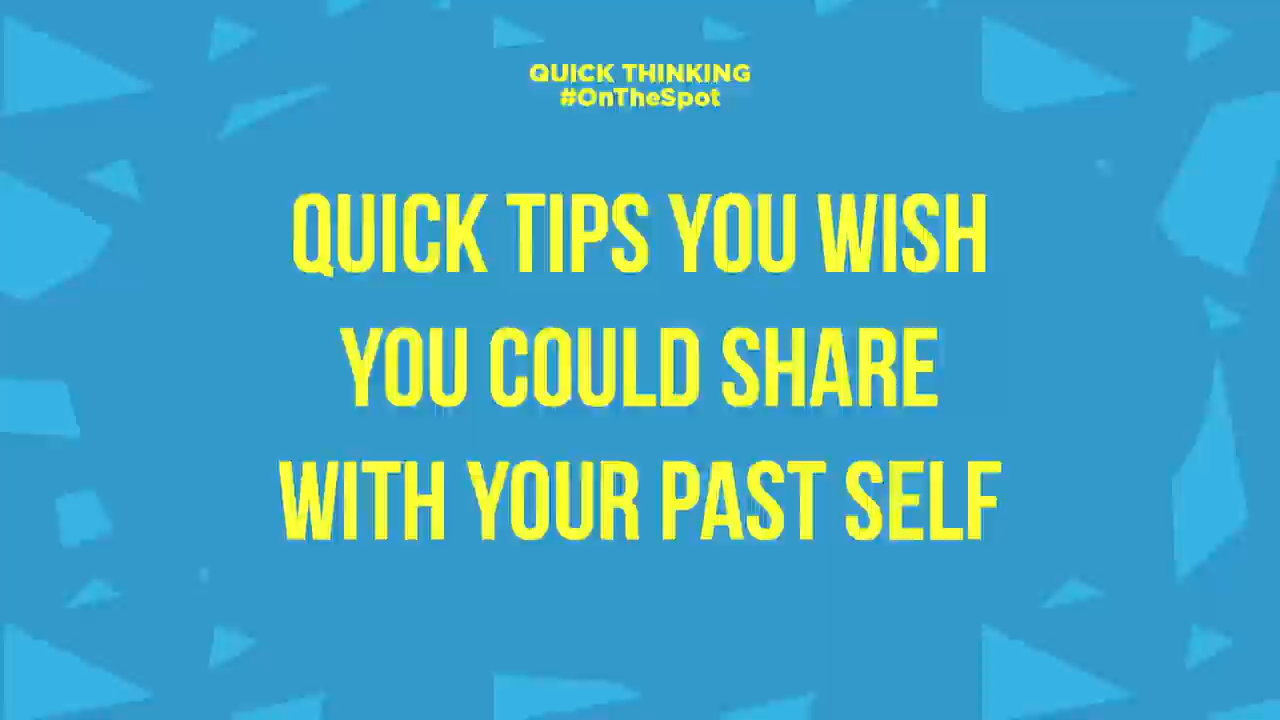 QUICK THINKING
#OnTheSpot
QUICK TIPS YOU WISH
YOU COULD SHARE
WITH YOUR PAST SELF